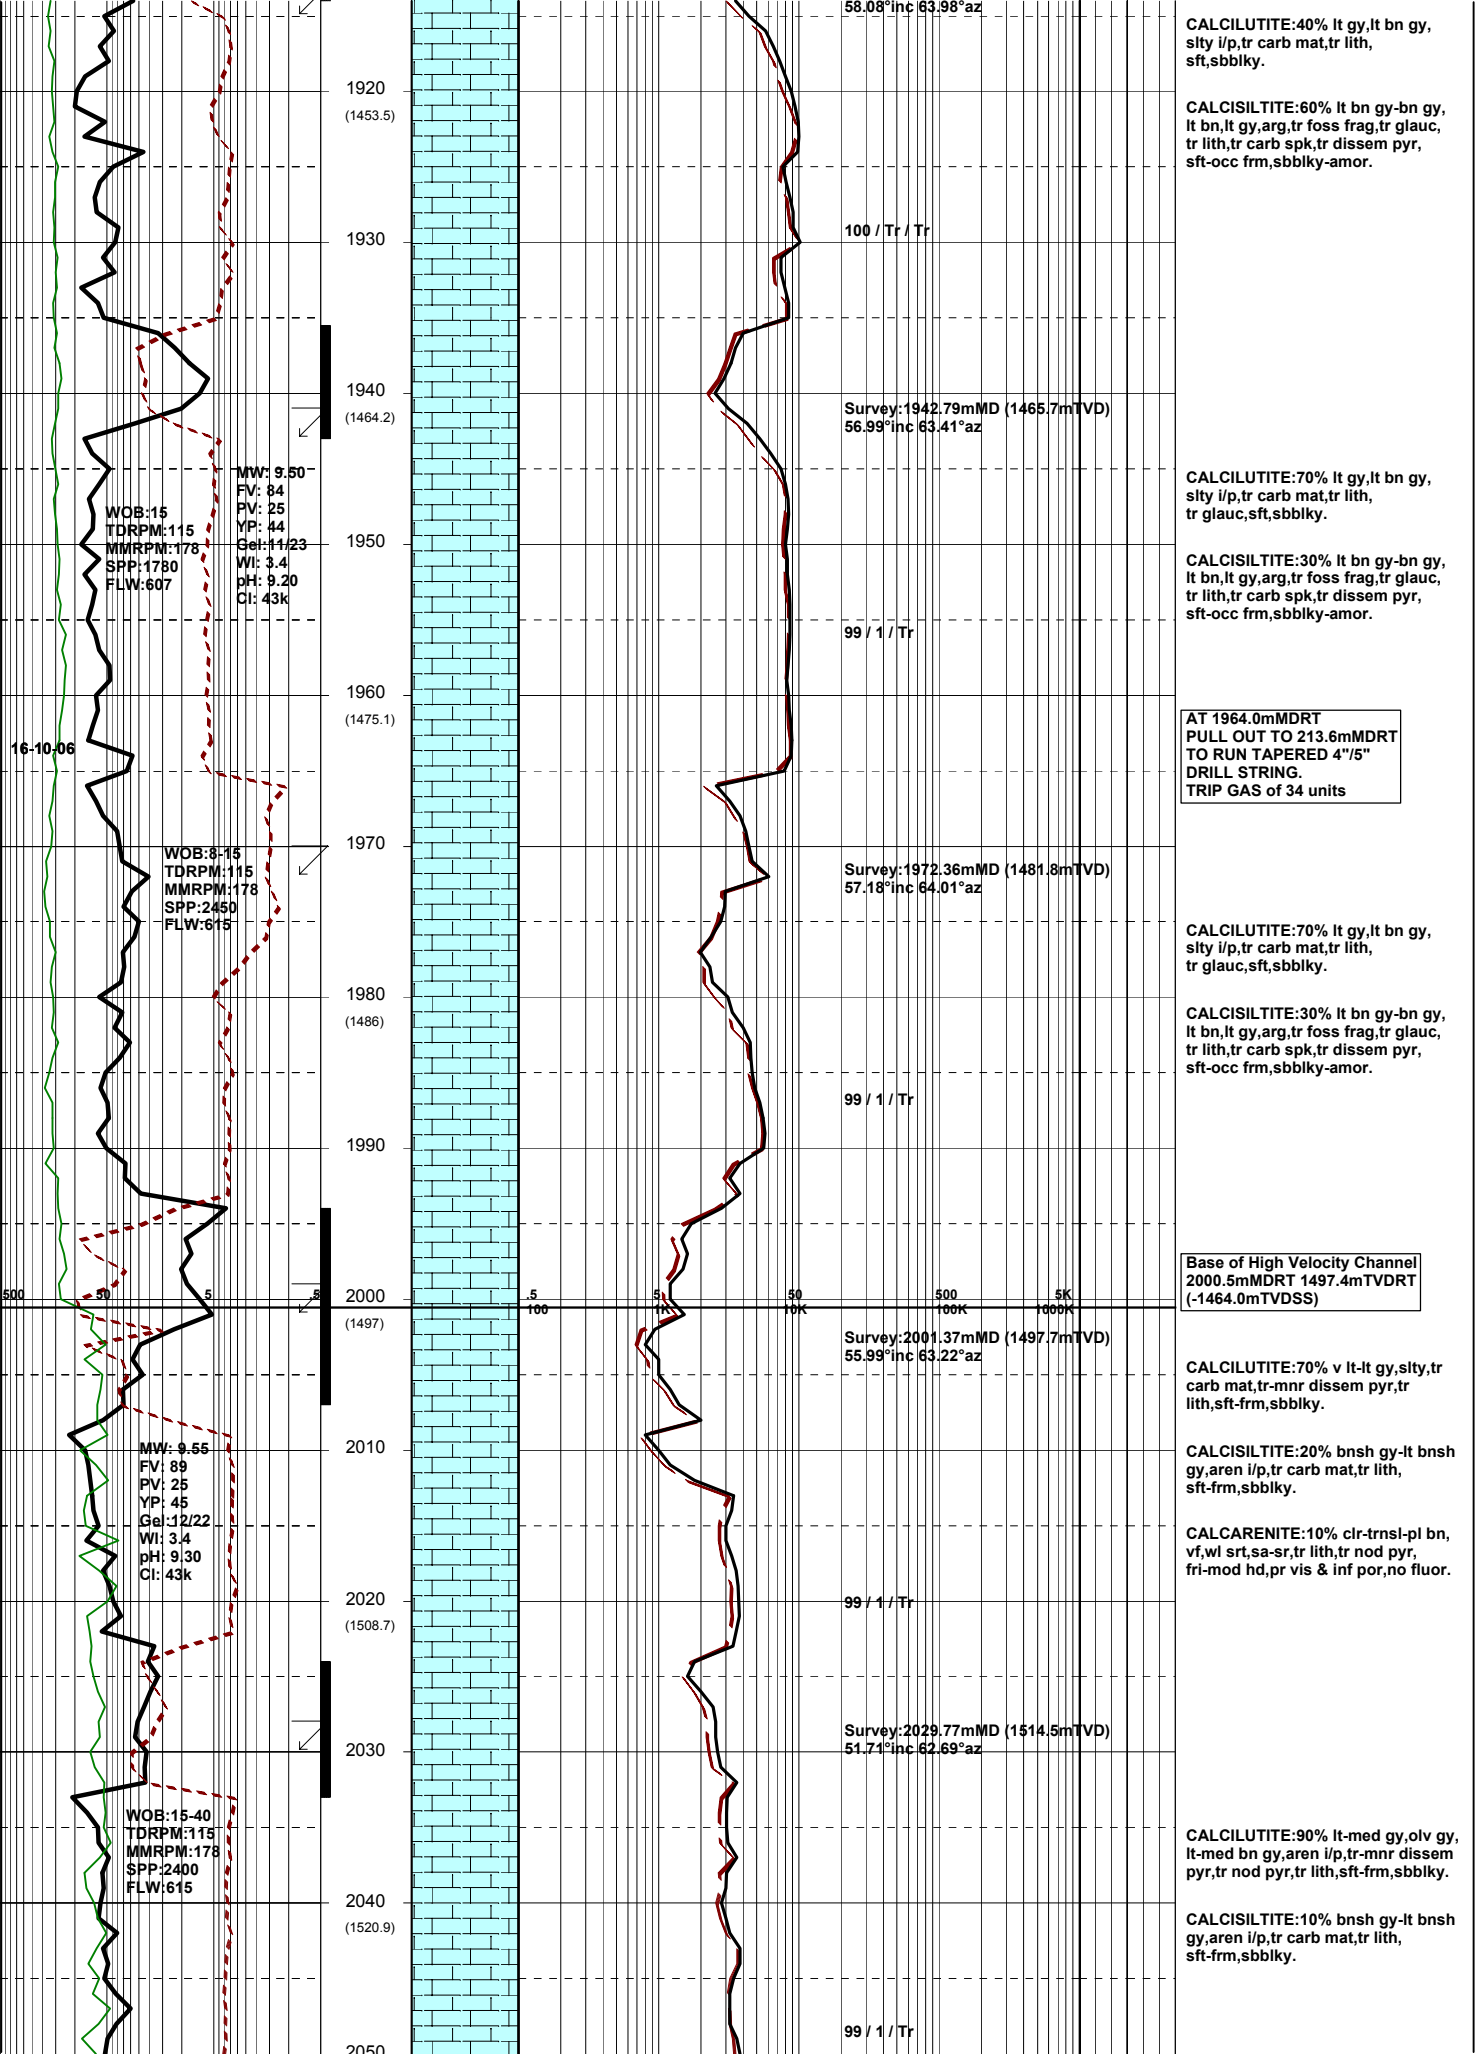 58.08°inc 63.98°az
CALCILUTITE:40% lt gy,lt bn gy,
slty i/p,tr carb mat,tr lith,
sft,sbblky.
1920
(1453.5)
CALCISILTITE:60% lt bn gy-bn gy,
lt bn,lt gy,arg,tr foss frag,tr glauc,
tr lith,tr carb spk,tr dissem pyr,
sft-occ frm,sbblky-amor.
1930
100 / Tr / Tr
1940
(1464.2)
Survey:1942.79mMD (1465.7mTVD)
56.99°inc 63.41°az
MW: 9.50
FV: 84
PV: 25
YP: 44
Gel:11/23
Wl: 3.4
pH: 9.20
Cl: 43k
WOB:15
TDRPM:115
MMRPM:178
SPP:1780
FLW:607
CALCILUTITE:70% lt gy,lt bn gy,
slty i/p,tr carb mat,tr lith,
tr glauc,sft,sbblky.
1950
CALCISILTITE:30% lt bn gy-bn gy,
lt bn,lt gy,arg,tr foss frag,tr glauc,
tr lith,tr carb spk,tr dissem pyr,
sft-occ frm,sbblky-amor.
99 / 1 / Tr
1960
(1475.1)
16-10-06
AT 1964.0mMDRT
PULL OUT TO 213.6mMDRT
TO RUN TAPERED 4"/5"
DRILL STRING.
TRIP GAS of 34 units
1970
WOB:8-15
TDRPM:115
MMRPM:178
SPP:2450
FLW:615
Survey:1972.36mMD (1481.8mTVD)
57.18°inc 64.01°az
CALCILUTITE:70% lt gy,lt bn gy,
slty i/p,tr carb mat,tr lith,
tr glauc,sft,sbblky.
1980
(1486)
CALCISILTITE:30% lt bn gy-bn gy,
lt bn,lt gy,arg,tr foss frag,tr glauc,
tr lith,tr carb spk,tr dissem pyr,
sft-occ frm,sbblky-amor.
99 / 1 / Tr
1990
Base of High Velocity Channel
2000.5mMDRT 1497.4mTVDRT
(-1464.0mTVDSS)
500 50 5 .5 2000 .5 5 50 500 5K
100 1K 10K 100K 1000K
(1497)
Survey:2001.37mMD (1497.7mTVD)
55.99°inc 63.22°az
CALCILUTITE:70% v lt-lt gy,slty,tr
carb mat,tr-mnr dissem pyr,tr
lith,sft-frm,sbblky.
2010
MW: 9.55
FV: 89
PV: 25
YP: 45
Gel:12/22
Wl: 3.4
pH: 9.30
Cl: 43k
CALCISILTITE:20% bnsh gy-lt bnsh
gy,aren i/p,tr carb mat,tr lith,
sft-frm,sbblky.
CALCARENITE:10% clr-trnsl-pl bn,
vf,wl srt,sa-sr,tr lith,tr nod pyr,
fri-mod hd,pr vis & inf por,no fluor.
2020
(1508.7)
99 / 1 / Tr
2030
Survey:2029.77mMD (1514.5mTVD)
51.71°inc 62.69°az
WOB:15-40
TDRPM:115
MMRPM:178
SPP:2400
FLW:615
CALCILUTITE:90% lt-med gy,olv gy,
lt-med bn gy,aren i/p,tr-mnr dissem
pyr,tr nod pyr,tr lith,sft-frm,sbblky.
2040
(1520.9)
CALCISILTITE:10% bnsh gy-lt bnsh
gy,aren i/p,tr carb mat,tr lith,
sft-frm,sbblky.
99 / 1 / Tr
2050